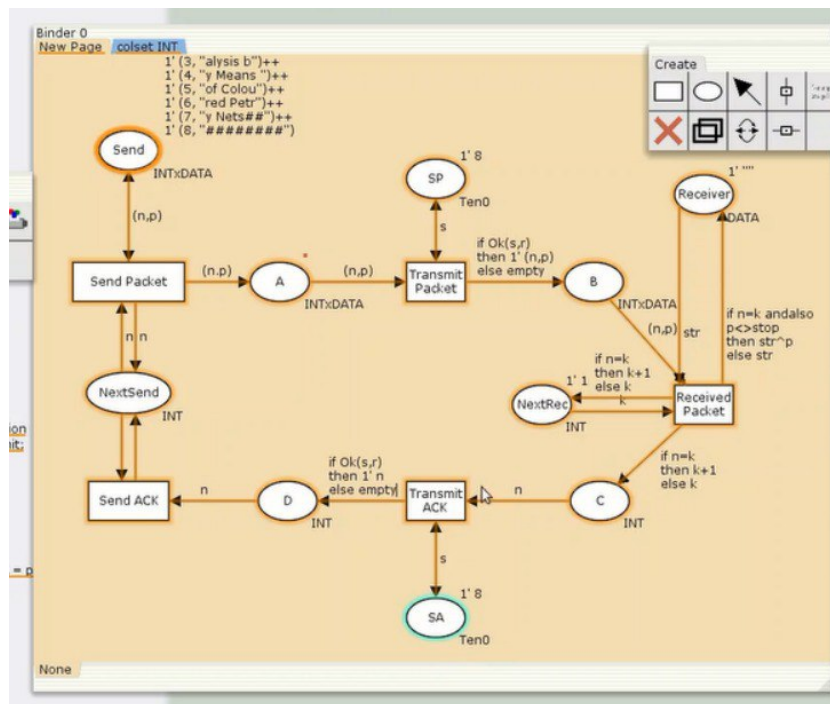 Binder 0
New Page colset INT
1` (3, "alysis b")++
1` (4, "y Means ")++
1` (5, "of Colou")++
1` (6, "red Petr")++
1` (7, "y Nets##")++
1` (8, "########")
Create
Send
INTxDATA
(n,p)
1` 8
SP
Ten0
s
1` ""
Receiver
DATA
Send Packet
(n.p)
A
INTxDATA
(n,p)
Transmit
Packet
if Ok(s,r)
then 1` (n,p)
else empty
B
INTxDATA
(n,p)
str
if n=k andalso
p<>stop
then str^p
else str
n n
NextSend
INT
if n=k
then k+1
else k
1` 1
k
NextRec
INT
Received
Packet
if n=k
then k+1
else k
Send ACK
n
D
INT
if Ok(s,r)
then 1` n
else empty
Transmit
ACK
n
C
INT
s
1` 8
SA
Ten0
None
ion
nit:
= p